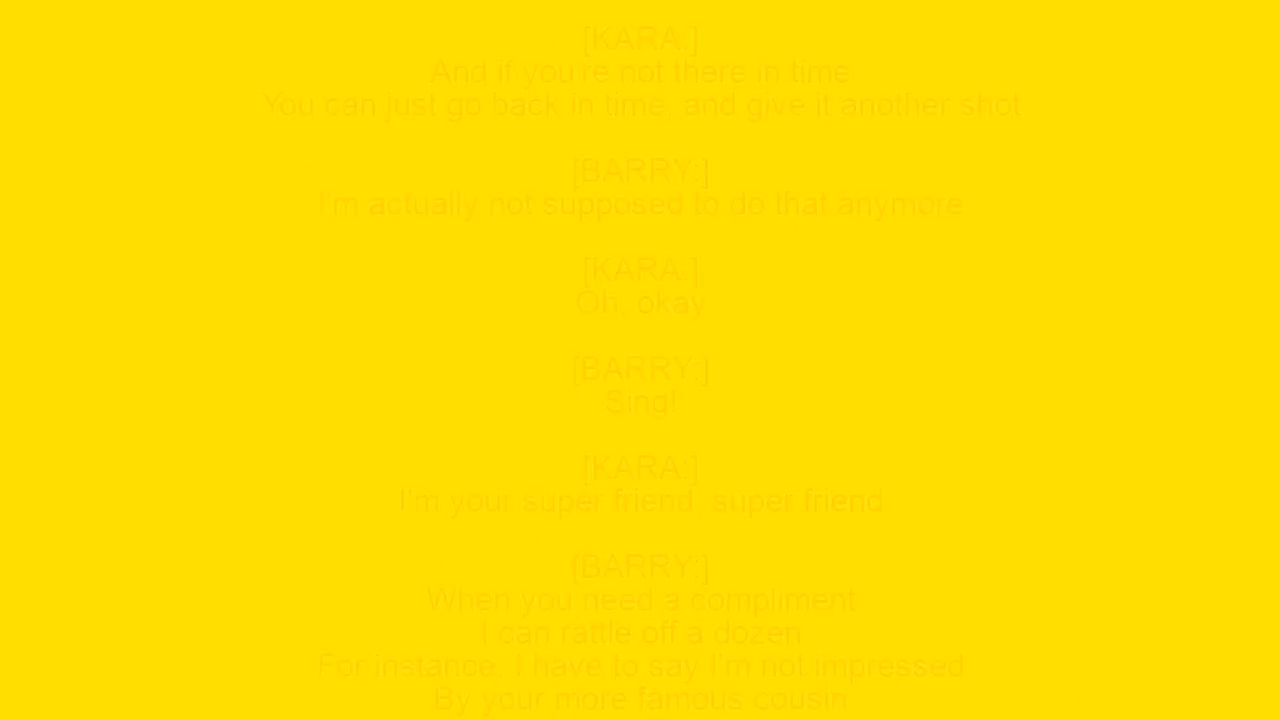 [KARA:]
And if you're not there in time
You can just go back in time, and give it another shot
[BARRY:]
I'm actually not supposed to do that anymore
[KARA:]
Oh, okay
[BARRY:]
Sing!
[KARA:]
I'm your super friend, super friend
[BARRY:]
When you need a compliment
I can rattle off a dozen
For instance, I have to say I'm not impressed
By your more famous cousin